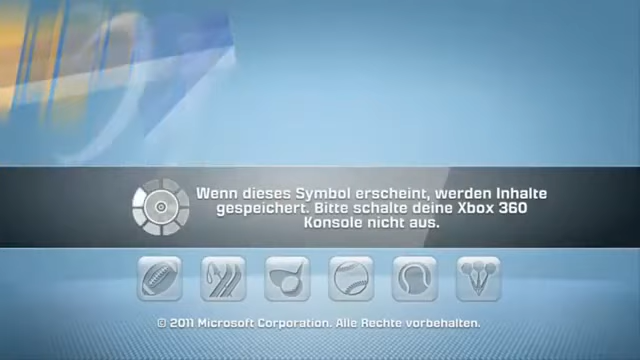 Wenn dieses Symbol erscheint, werden Inhalte
gespeichert. Bitte schalte deine Xbox 360
Konsole nicht aus.
© 2011 Microsoft Corporation. Alle Rechte vorbehalten.